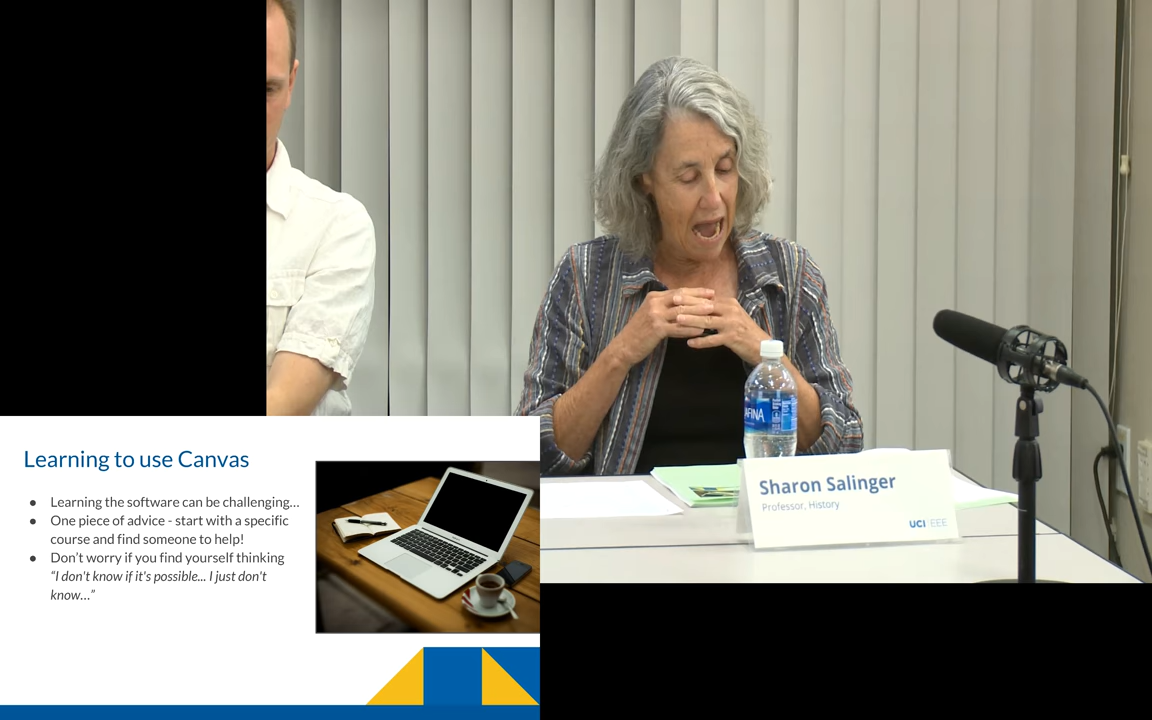 Learning to use Canvas
● Learning the software can be challenging...
● One piece of advice - start with a specific
course and find someone to help!
● Don't worry if you find yourself thinking
“I don't know if it's possible... I just don't
know...”
AFINA
Sharon Salinger
Professor, History
UCI EEE